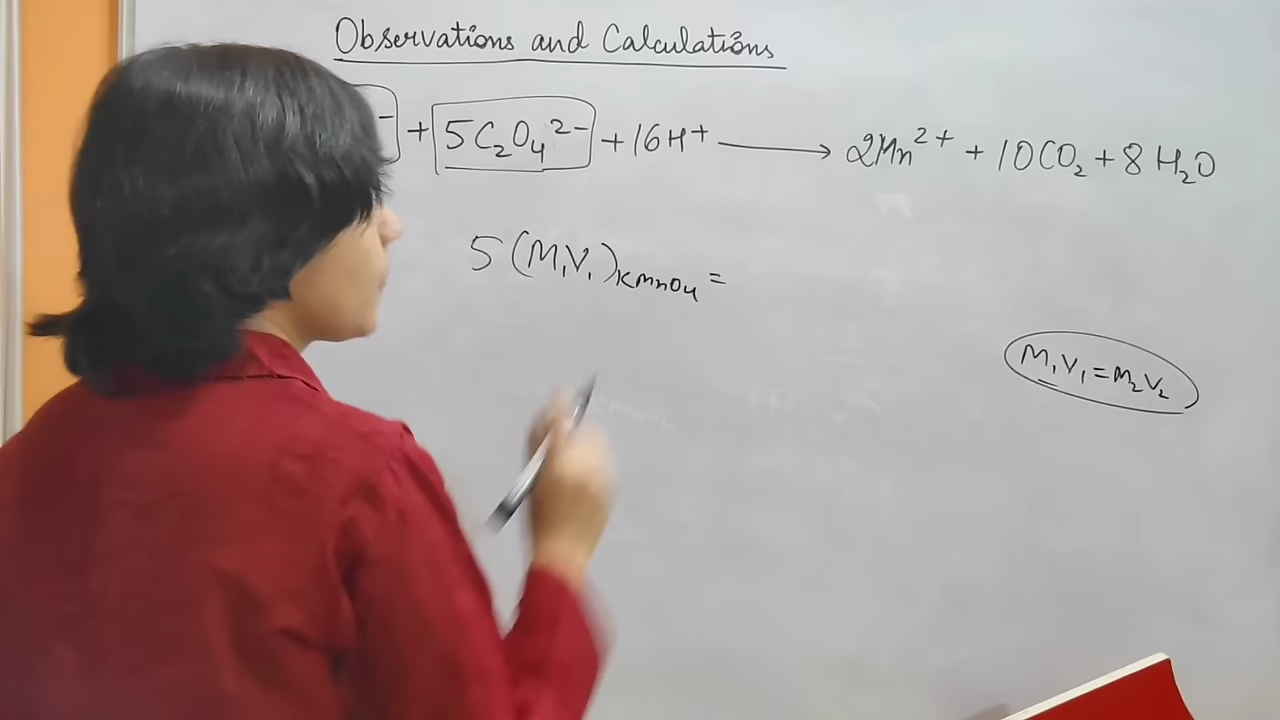 Observations and Calculations
- + 5C₂O₄²⁻ + 16H⁺ ⟶ 2Mn²⁺ + 10CO₂ + 8H₂O
5(M₁V₁)KMnO₄ =
M₁V₁ = M₂V₂